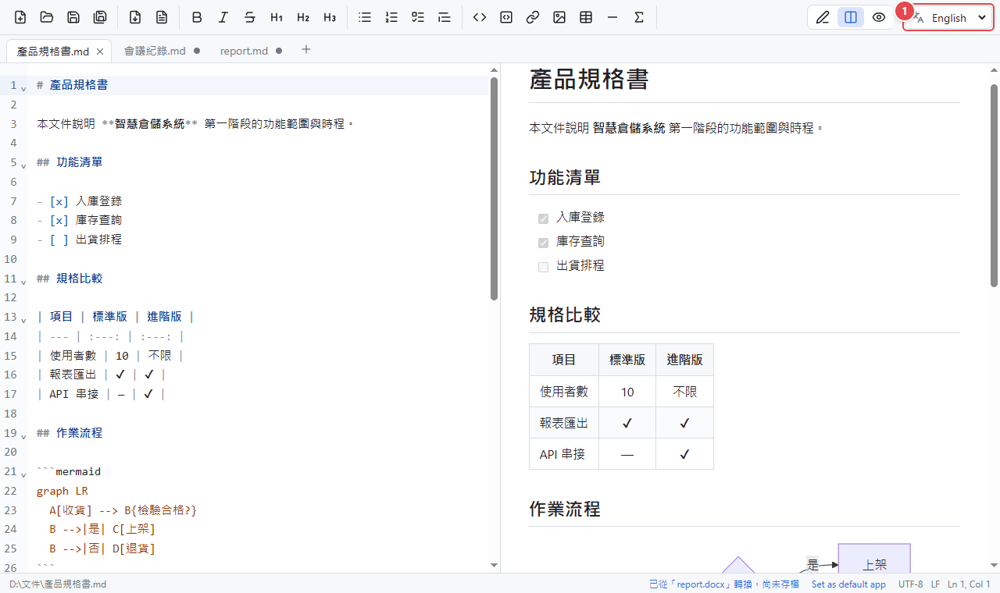 B I S H1 H2 H3
1 English
產品規格書.md
會議紀錄.md
report.md
1 # 產品規格書
2
3 本文件說明 **智慧倉儲系統** 第一階段的功能範圍與時程。
4
5 ## 功能清單
6
7 - [x] 入庫登錄
8 - [x] 庫存查詢
9 - [ ] 出貨排程
10
11 ## 規格比較
12
13 | 項目 | 標準版 | 進階版 |
14 | --- | :---: | :---: |
15 | 使用者數 | 10 | 不限 |
16 | 報表匯出 | ✓ | ✓ |
17 | API 串接 | — | ✓ |
18
19 ## 作業流程
20
21 ```mermaid
22 graph LR
23 A[收貨] --> B{檢驗合格?}
24 B -->|是| C[上架]
25 B -->|否| D[退貨]
26 ```
產品規格書
本文件說明 智慧倉儲系統 第一階段的功能範圍與時程。
功能清單
入庫登錄
庫存查詢
出貨排程
規格比較
項目 標準版 進階版
使用者數 10 不限
報表匯出 ✓ ✓
API 串接 — ✓
作業流程
是
上架
D:\文件\產品規格書.md
已從「report.docx」轉換，尚未存檔
Set as default app
UTF-8
LF
Ln 1, Col 1